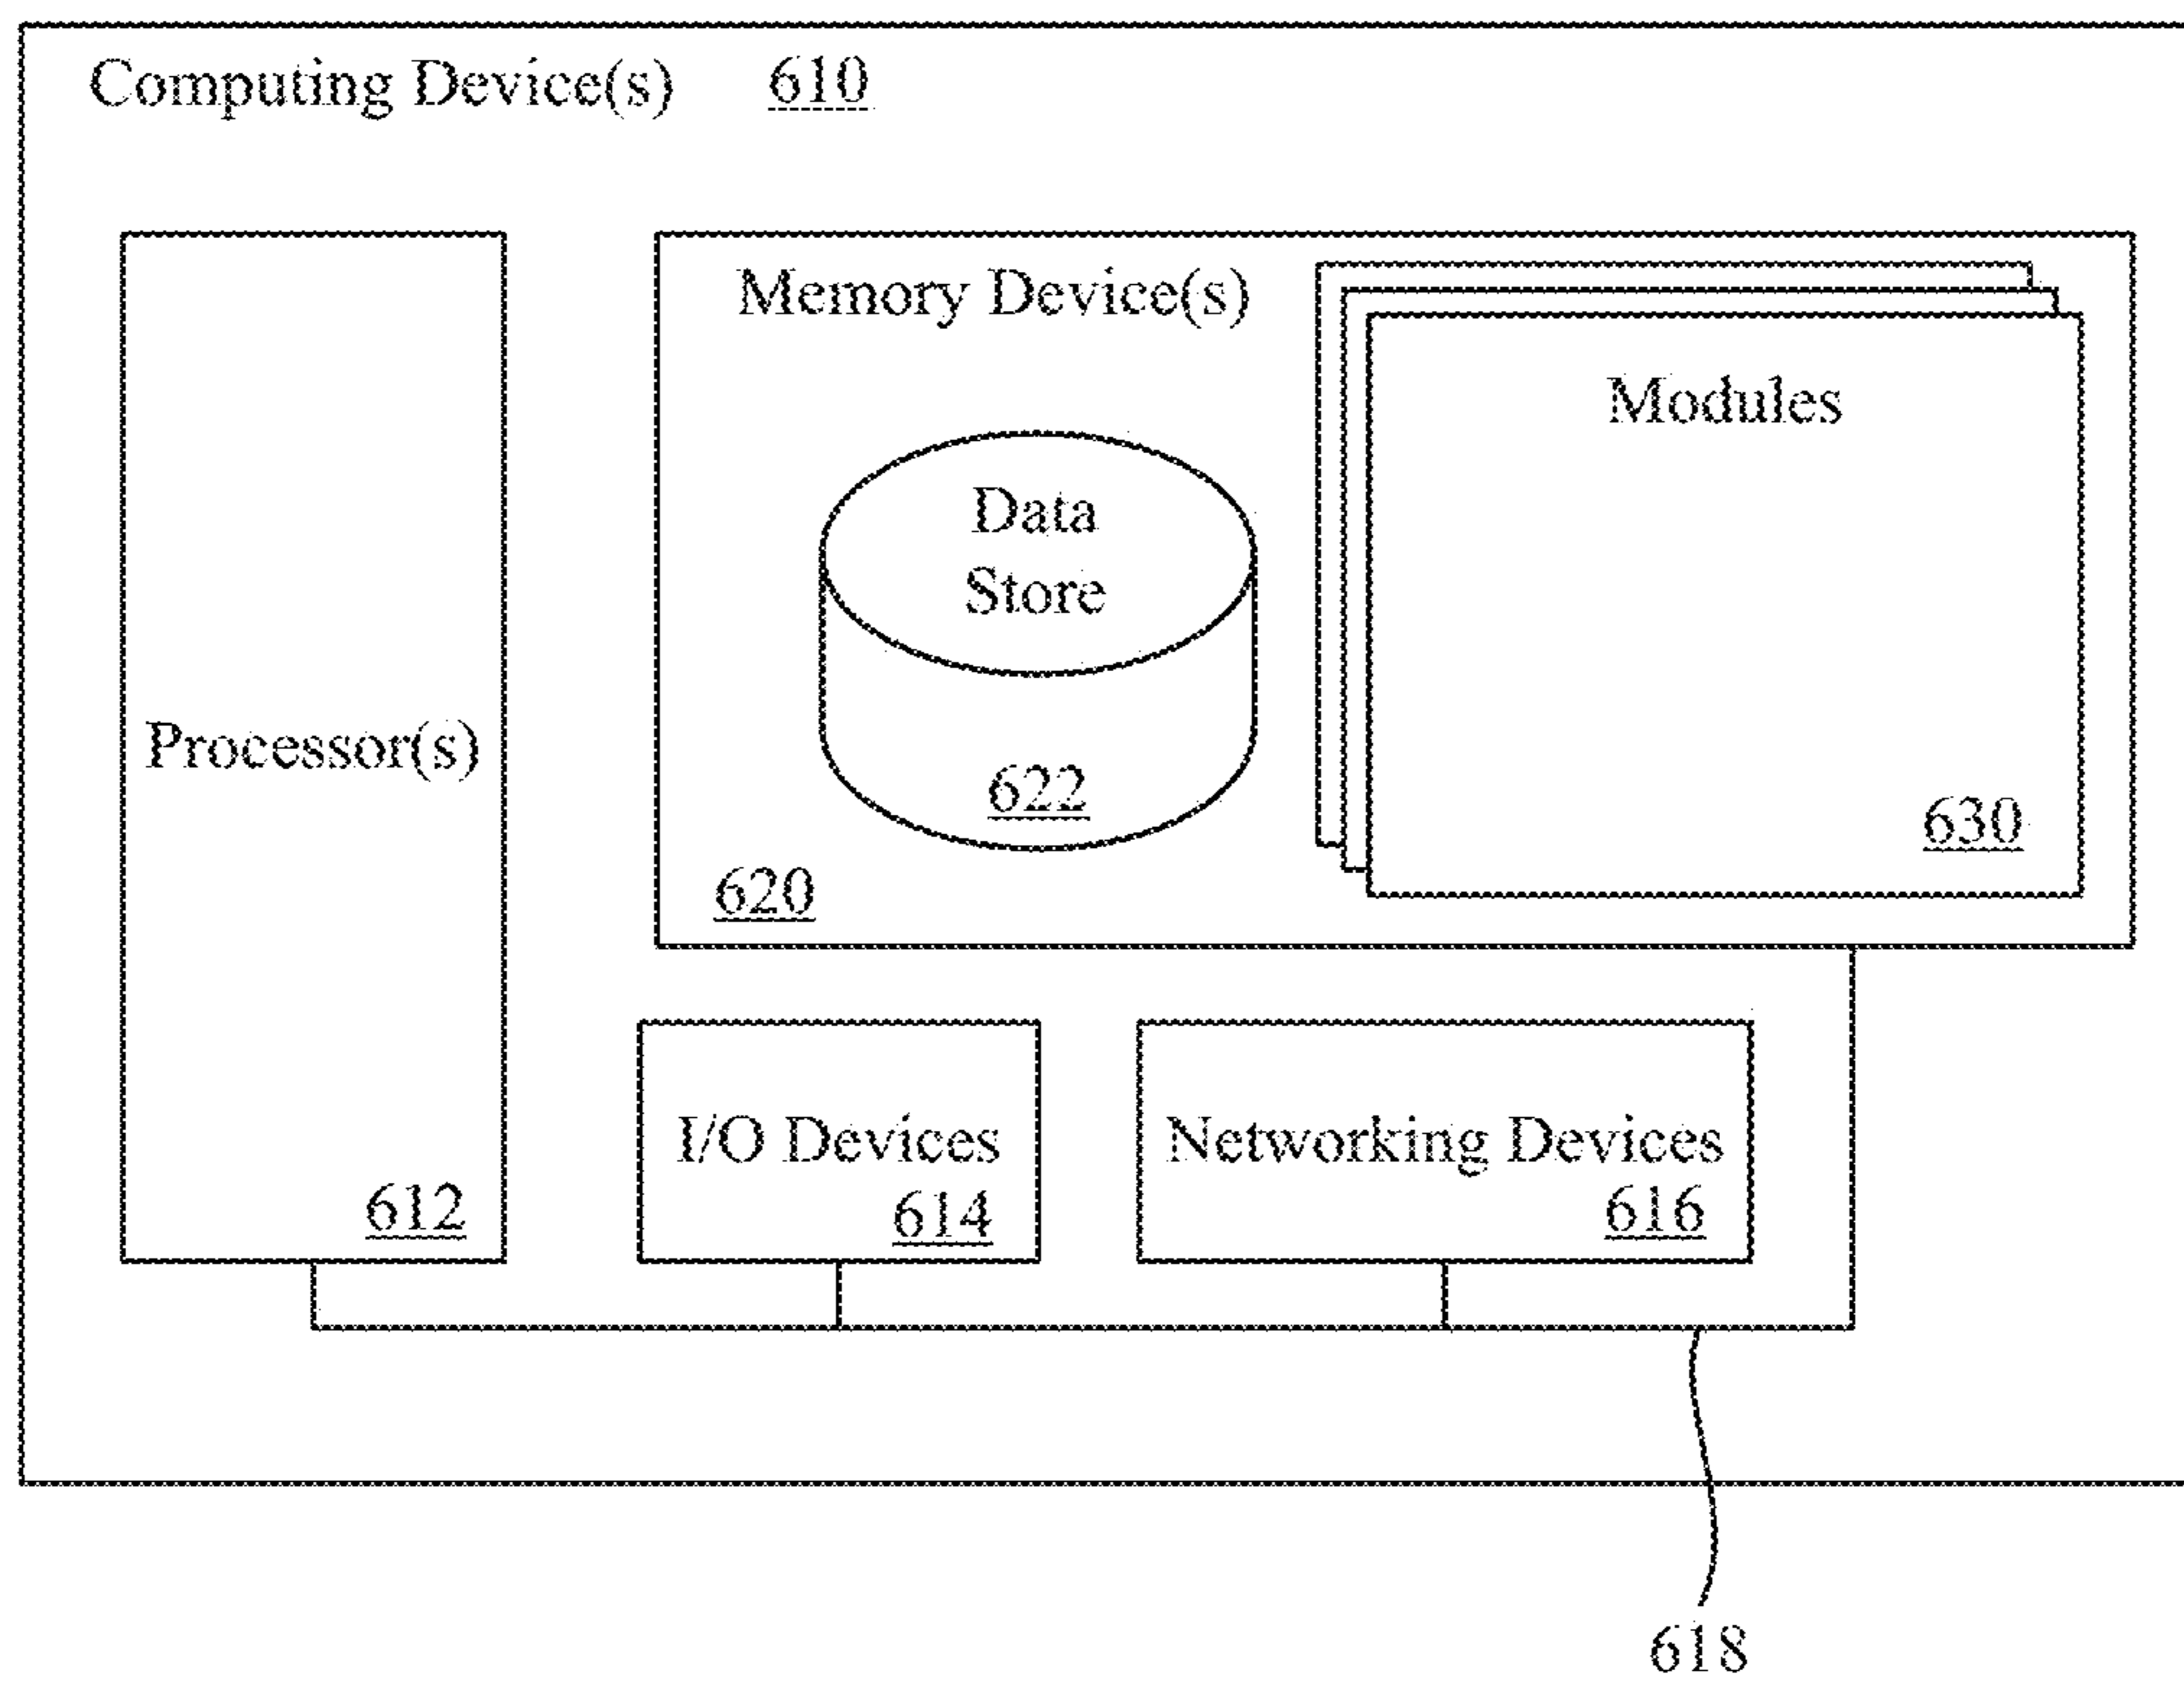 Computing Device(s) 610
Memory Device(s)
Modules
Data
Store
Processor(s)
622
630
620
I/O Devices
Networking Devices
612
614
616
618